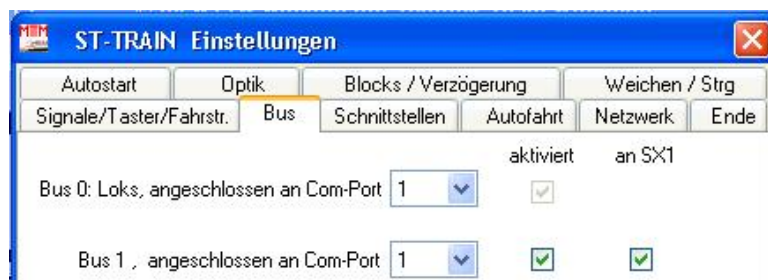 ST-TRAIN Einstellungen
Autostart Optik Blocks / Verzögerung Weichen / Strg
Signale/Taster/Fahrstr. Bus Schnittstellen Autofahrt Netzwerk Ende
aktiviert an SX1
Bus 0: Loks, angeschlossen an Com-Port 1
Bus 1 , angeschlossen an Com-Port 1